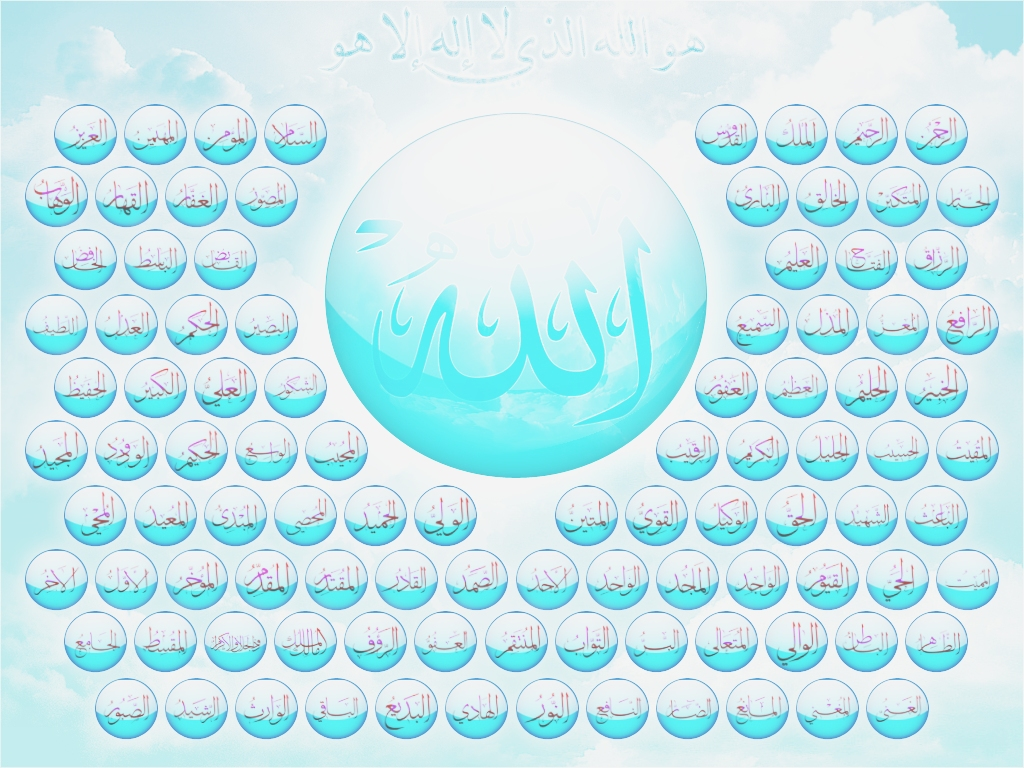 هو الله الذي لا إله إلا هو
الله
الرحمن الرحيم الملك القدوس السلام المؤمن المهيمن العزيز
الجبار المتكبر الخالق البارئ المصور الغفار القهار الوهاب
الرزاق الفتاح العليم القابض الباسط الخافض
الرافع المعز المذل السميع البصير الحكم العدل اللطيف
الخبير الحليم العظيم الغفور الشكور العلي الكبير الحفيظ
المقيت الحسيب الجليل الكريم الرقيب المجيب الواسع الحكيم الودود المجيد
الباعث الشهيد الحق الوكيل القوي المتين الولي الحميد المحصي المبدئ المعيد المحيي
المميت الحي القيوم الواجد الماجد الواحد الاحد الصمد القادر المقتدر المقدم المؤخر الأول الآخر
الظاهر الباطن الوالي المتعالي البر التواب المنتقم العفو الرؤوف مالك الملك ذو الجلال والإكرام المقسط الجامع
الغني المغني المانع الضار النافع النور الهادي البديع الباقي الوارث الرشيد الصبور